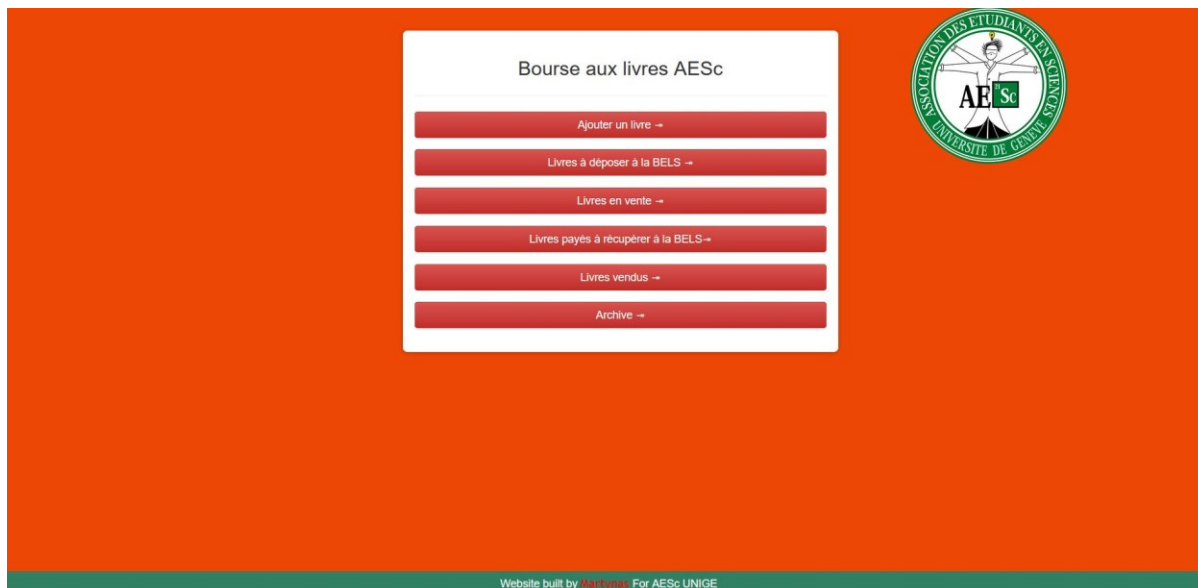 Bourse aux livres AESc
Ajouter un livre →
Livres à déposer à la BELS →
Livres en vente →
Livres payés à récupérer à la BELS→
Livres vendus →
Archive →
ASSOCIATION DES ETUDIANTS EN SCIENCES
AE 21 Sc
UNIVERSITE DE GENEVE
Website built by Martynas For AESc UNIGE